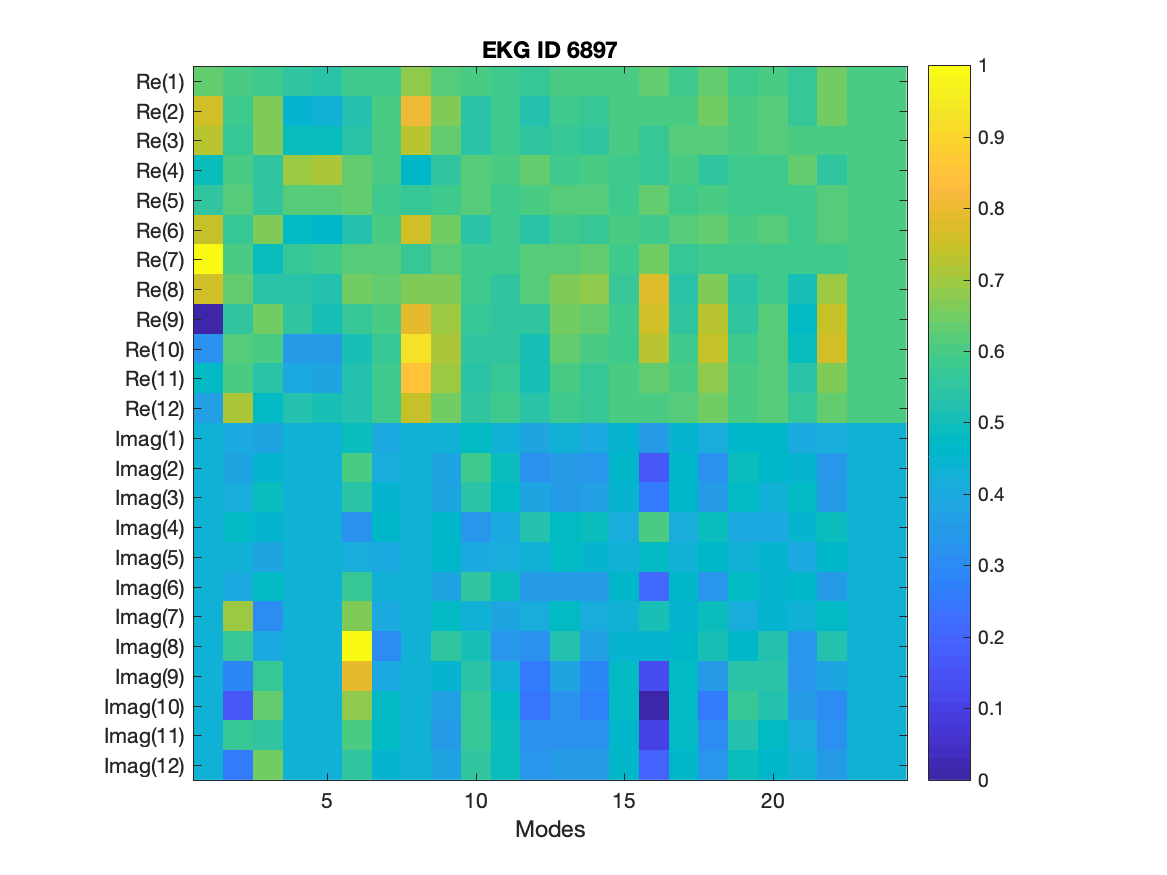 EKG ID 6897
Re(1)
Re(2)
Re(3)
Re(4)
Re(5)
Re(6)
Re(7)
Re(8)
Re(9)
Re(10)
Re(11)
Re(12)
Imag(1)
Imag(2)
Imag(3)
Imag(4)
Imag(5)
Imag(6)
Imag(7)
Imag(8)
Imag(9)
Imag(10)
Imag(11)
Imag(12)
5 10 15 20
Modes
1
0.9
0.8
0.7
0.6
0.5
0.4
0.3
0.2
0.1
0